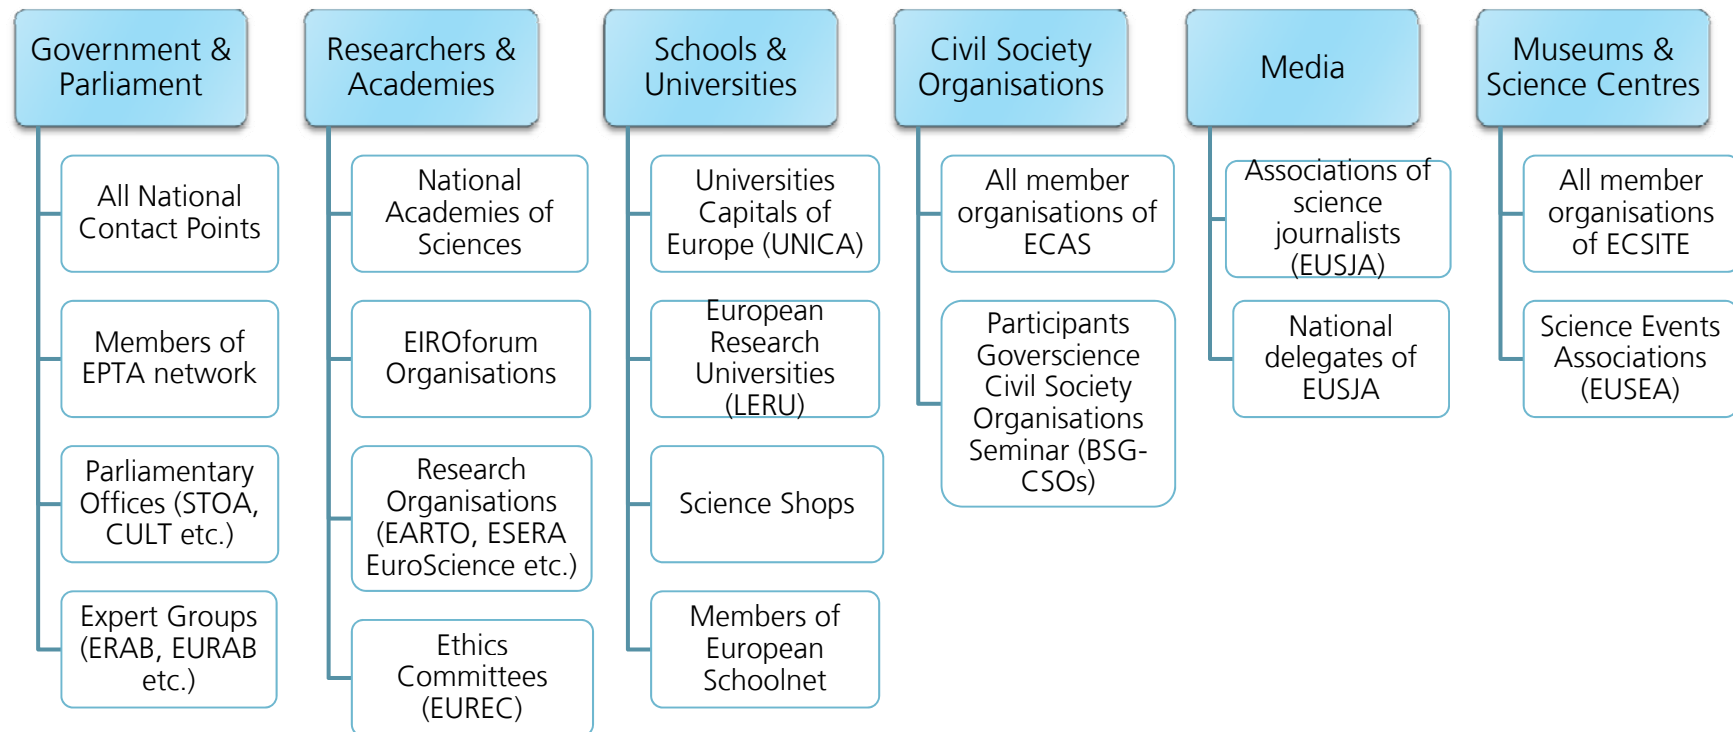 Government &
Parliament
All National
Contact Points
Members of
EPTA network
Parliamentary
Offices (STOA,
CULT etc.)
Expert Groups
(ERAB, EURAB
etc.)
Researchers &
Academies
National
Academies of
Sciences
EIROforum
Organisations
Research
Organisations
(EARTO, ESERA
EuroScience etc.)
Ethics
Committees
(EUREC)
Schools &
Universities
Universities
Capitals of
Europe (UNICA)
European
Research
Universities
(LERU)
Science Shops
Members of
European
Schoolnet
Civil Society
Organisations
All member
organisations of
ECAS
Participants
Goverscience
Civil Society
Organisations
Seminar (BSG-
CSOs)
Media
Associations of
science
journalists
(EUSJA)
National
delegates of
EUSJA
Museums &
Science Centres
All member
organisations
of ECSITE
Science Events
Associations
(EUSEA)